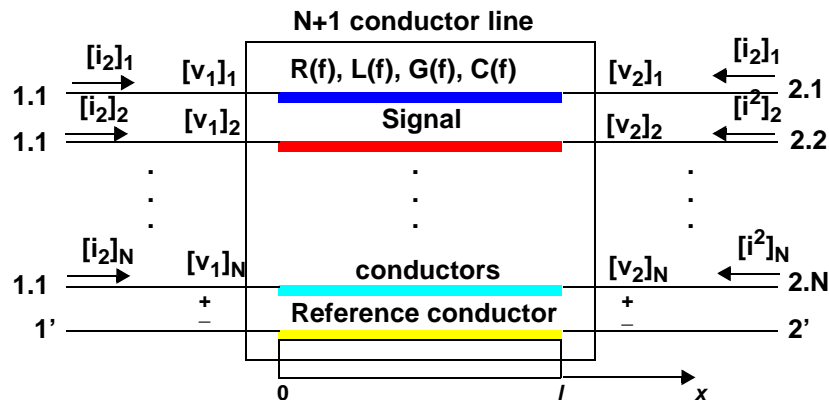 N+1 conductor line
[i₂]₁ [v₁]₁ R(f), L(f), G(f), C(f) [v₂]₁ [i₂]₁
1.1 2.1
[i₂]₂ [v₁]₂ Signal [v₂]₂ [i²]₂
1.1 2.2
. . .
. . .
. . .
[i₂]N [v₁]N conductors [v₂]N [i²]N
1.1 2.N
+ +
– Reference conductor –
1' 2'
0 l x